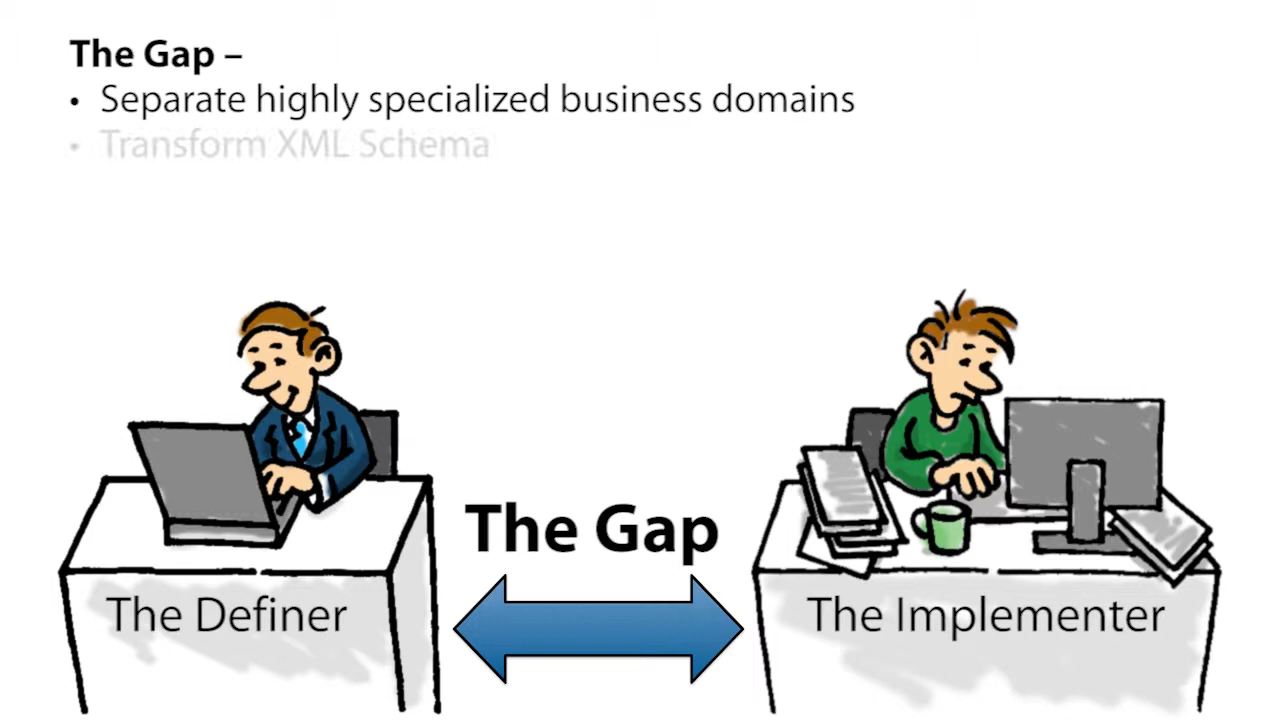 The Gap –
• Separate highly specialized business domains
• Transform XML Schema
The Gap
The Definer
The Implementer